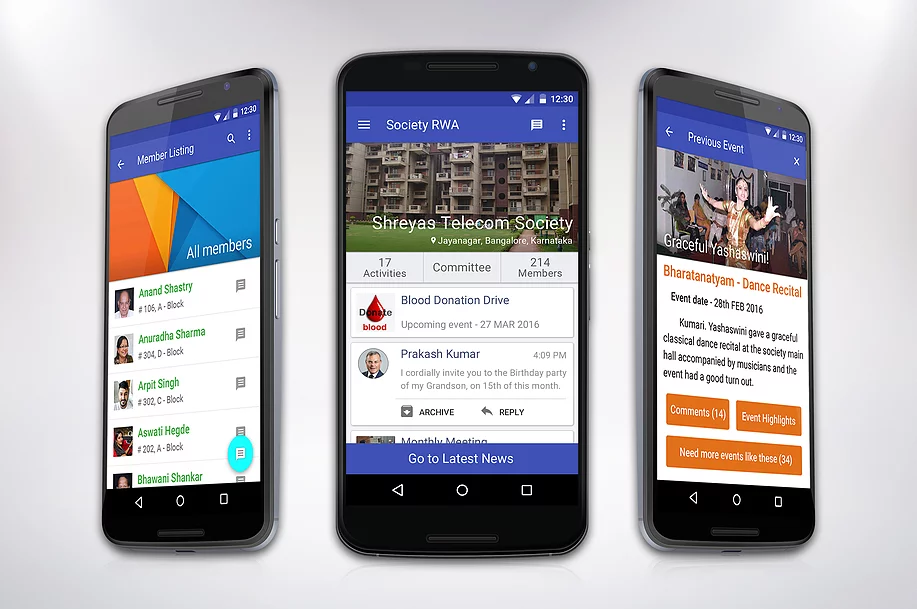 12:30
Member Listing
All members
Anand Shastry
# 106, A - Block
Anuradha Sharma
# 304, D - Block
Arpit Singh
# 302, C - Block
Aswati Hegde
# 202, A - Block
Bhawani Shankar
12:30
Society RWA
Shreyas Telecom Society
Jayanagar, Bangalore, Karnataka
17
Activities
Committee
214
Members
Donate
blood
Blood Donation Drive
Upcoming event - 27 MAR 2016
Prakash Kumar
4:09 PM
I cordially invite you to the Birthday party
of my Grandson, on 15th of this month.
ARCHIVE
REPLY
Monthly Meeting
Go to Latest News
12:30
Previous Event
X
Graceful Yashaswini!
Bharatanatyam - Dance Recital
Event date - 28th FEB 2016
Kumari. Yashaswini gave a graceful
classical dance recital at the society main
hall accompanied by musicians and the
event had a good turn out.
Comments (14)
Event Highlights
Need more events like these (34)